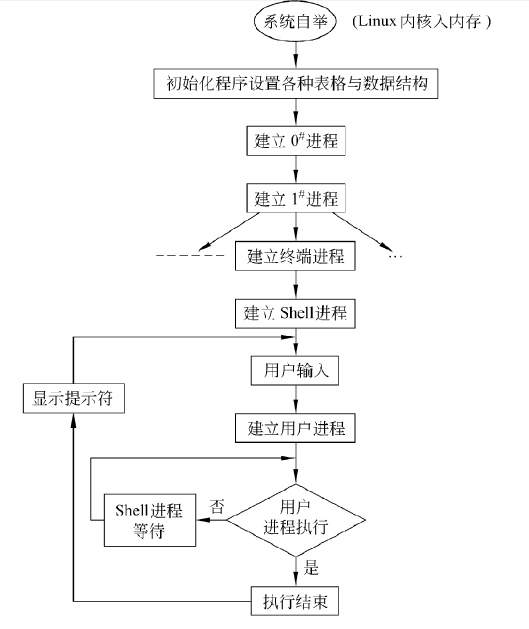 系统自举 (Linux 内核入内存)
初始化程序设置各种表格与数据结构
建立 0#进程
建立 1#进程
建立终端进程
…
建立 Shell进程
用户输入
显示提示符
建立用户进程
用户
进程执行
否
Shell进程
等待
是
执行结束